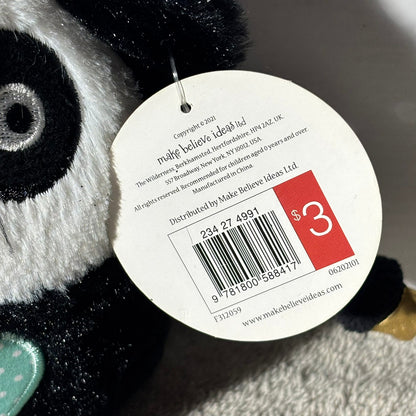 Copyright © 2021
make believe ideas ltd
The Wilderness, Berkhamsted, Hertfordshire, HP4 2AZ, UK.
557 Broadway, New York, NY 10012, USA.
All rights reserved. Recommended for children aged 0 years and over.
Manufactured in China
Distributed by Make Believe Ideas Ltd.
234 27 4991
$3
9 781800 588417
06202101
F312059
www.makebelieveideas.com